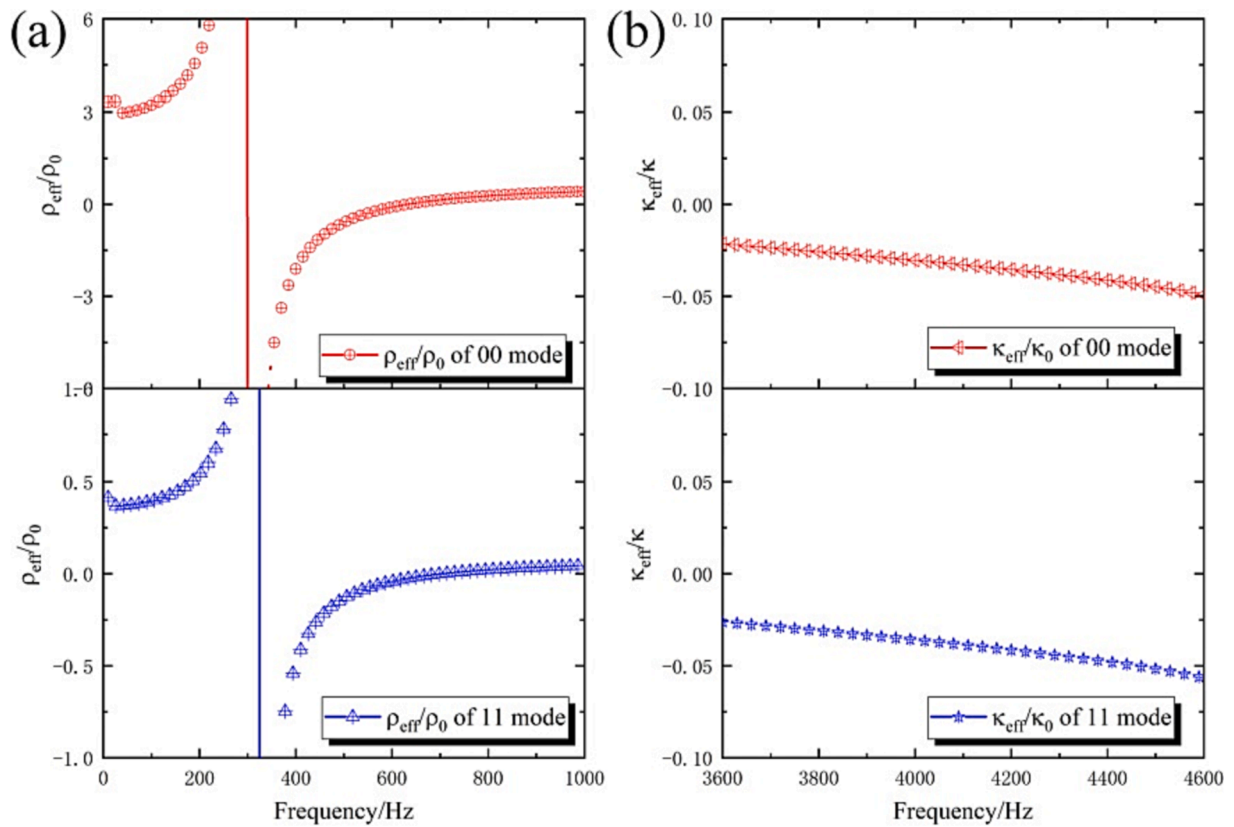 (a)
6
3
0
-3
1.0
ρeff/ρ0
ρeff/ρ0 of 00 mode
0.5
0.0
-0.5
-1.0
ρeff/ρ0
ρeff/ρ0 of 11 mode
0 200 400 600 800 1000
Frequency/Hz
(b)
0.10
0.05
0.00
-0.05
-0.10
κeff/κ
κeff/κ0 of 00 mode
0.05
0.00
-0.05
-0.10
κeff/κ
κeff/κ0 of 11 mode
3600 3800 4000 4200 4400 4600
Frequency/Hz